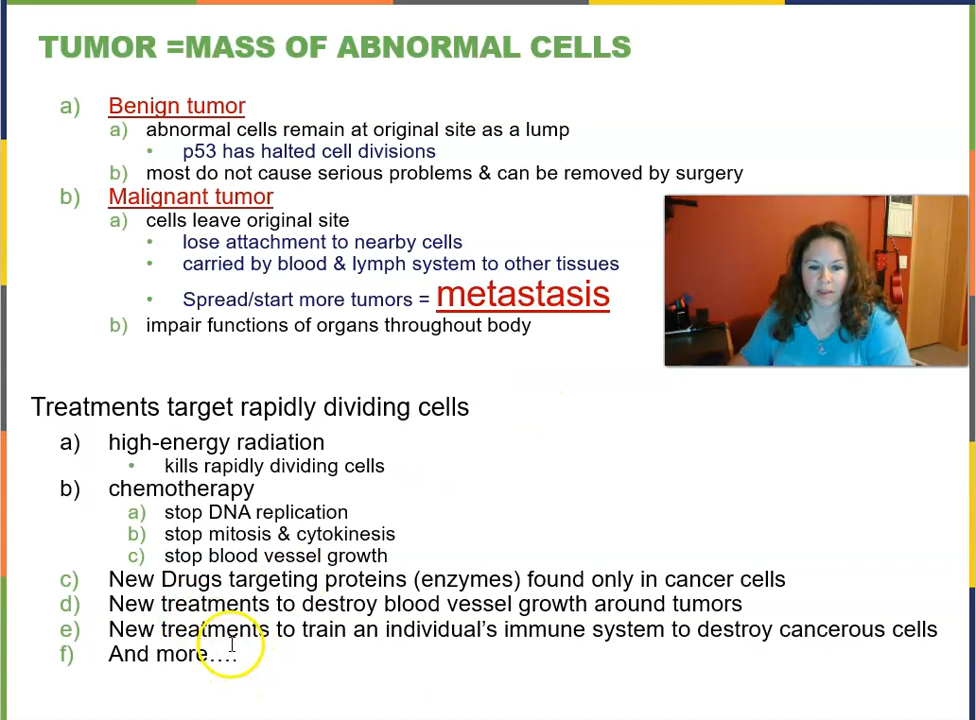 TUMOR =MASS OF ABNORMAL CELLS
a) Benign tumor
a) abnormal cells remain at original site as a lump
• p53 has halted cell divisions
b) most do not cause serious problems & can be removed by surgery
b) Malignant tumor
a) cells leave original site
• lose attachment to nearby cells
• carried by blood & lymph system to other tissues
• Spread/start more tumors = metastasis
b) impair functions of organs throughout body
Treatments target rapidly dividing cells
a) high-energy radiation
• kills rapidly dividing cells
b) chemotherapy
a) stop DNA replication
b) stop mitosis & cytokinesis
c) stop blood vessel growth
c) New Drugs targeting proteins (enzymes) found only in cancer cells
d) New treatments to destroy blood vessel growth around tumors
e) New treatments to train an individual’s immune system to destroy cancerous cells
f) And more….